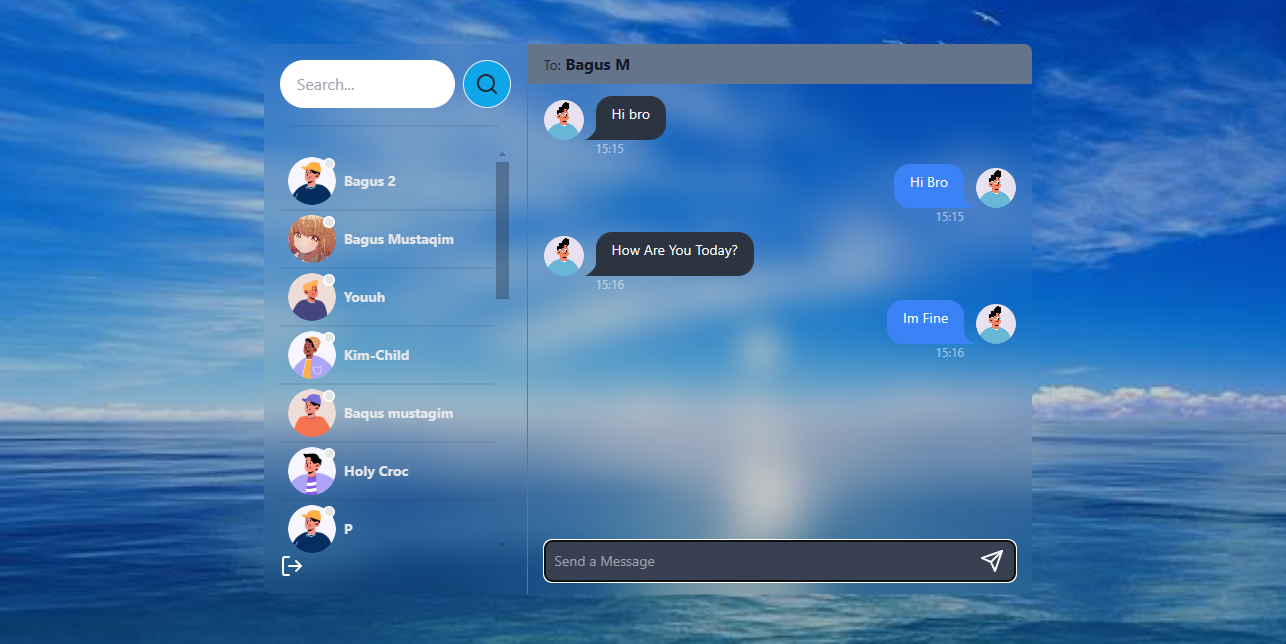 Search...
Bagus 2
Bagus Mustaqim
Youuh
Kim-Child
Baqus mustagim
Holy Croc
P
To: Bagus M
Hi bro
15:15
Hi Bro
15:15
How Are You Today?
15:16
Im Fine
15:16
Send a Message